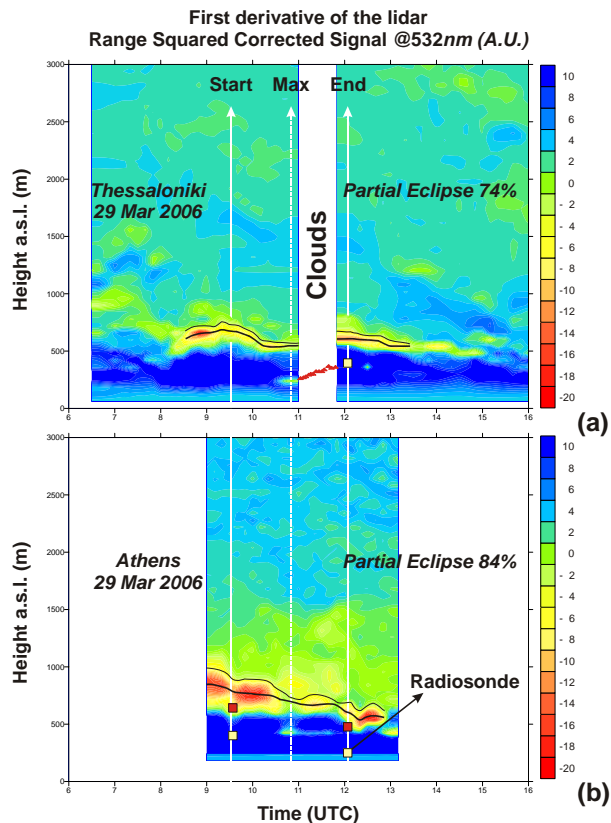 First derivative of the lidar
Range Squared Corrected Signal @532nm (A.U.)
Start Max End
Thessaloniki
29 Mar 2006
Partial Eclipse 74%
Clouds
Height a.s.l. (m)
3000
2500
2000
1500
1000
500
0
6 7 8 9 10 11 12 13 14 15 16
10
8
6
4
2
0
- 2
- 4
- 6
- 8
-10
-12
-14
-16
-18
-20
(a)
Athens
29 Mar 2006
Partial Eclipse 84%
Radiosonde
Height a.s.l. (m)
3000
2500
2000
1500
1000
500
0
6 7 8 9 10 11 12 13 14 15 16
Time (UTC)
10
8
6
4
2
0
- 2
- 4
- 6
- 8
-10
-12
-14
-16
-18
-20
(b)